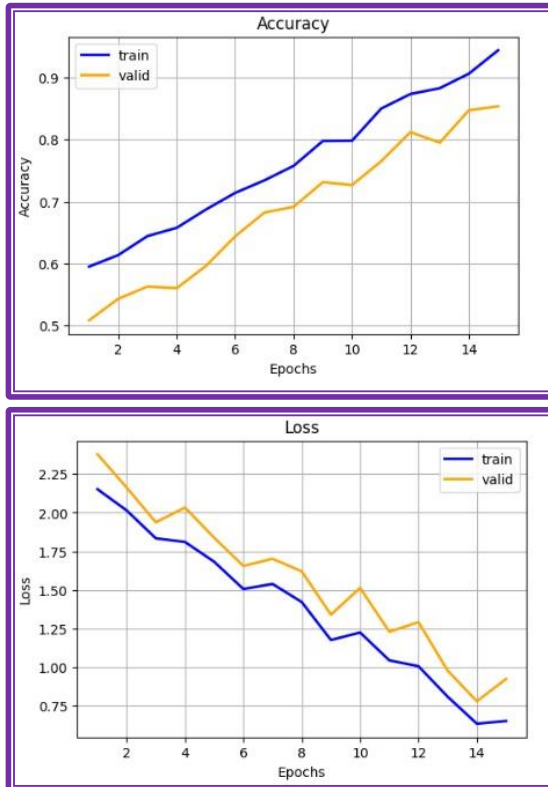 Accuracy
train
valid
0.9
0.8
0.7
0.6
0.5
Accuracy
2 4 6 8 10 12 14
Epochs
Loss
train
valid
2.25
2.00
1.75
1.50
1.25
1.00
0.75
Loss
2 4 6 8 10 12 14
Epochs